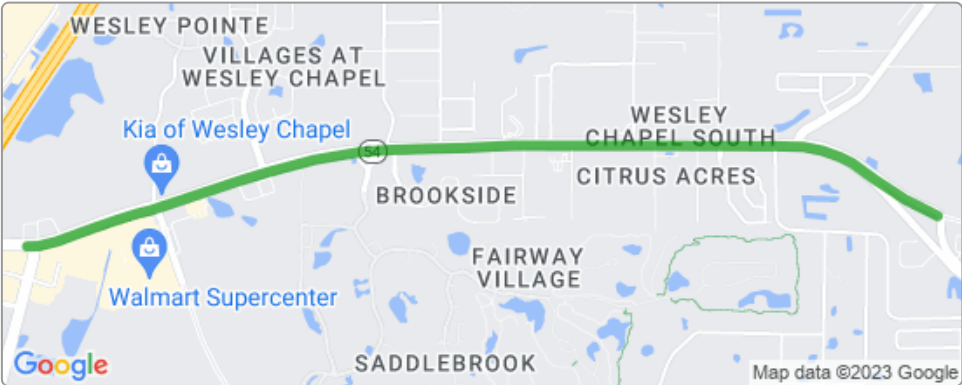 WESLEY POINTE
VILLAGES AT
WESLEY CHAPEL
Kia of Wesley Chapel
WESLEY
CHAPEL SOUTH
54
CITRUS ACRES
BROOKSIDE
FAIRWAY
VILLAGE
Walmart Supercenter
SADDLEBROOK
Google
Map data ©2023 Google